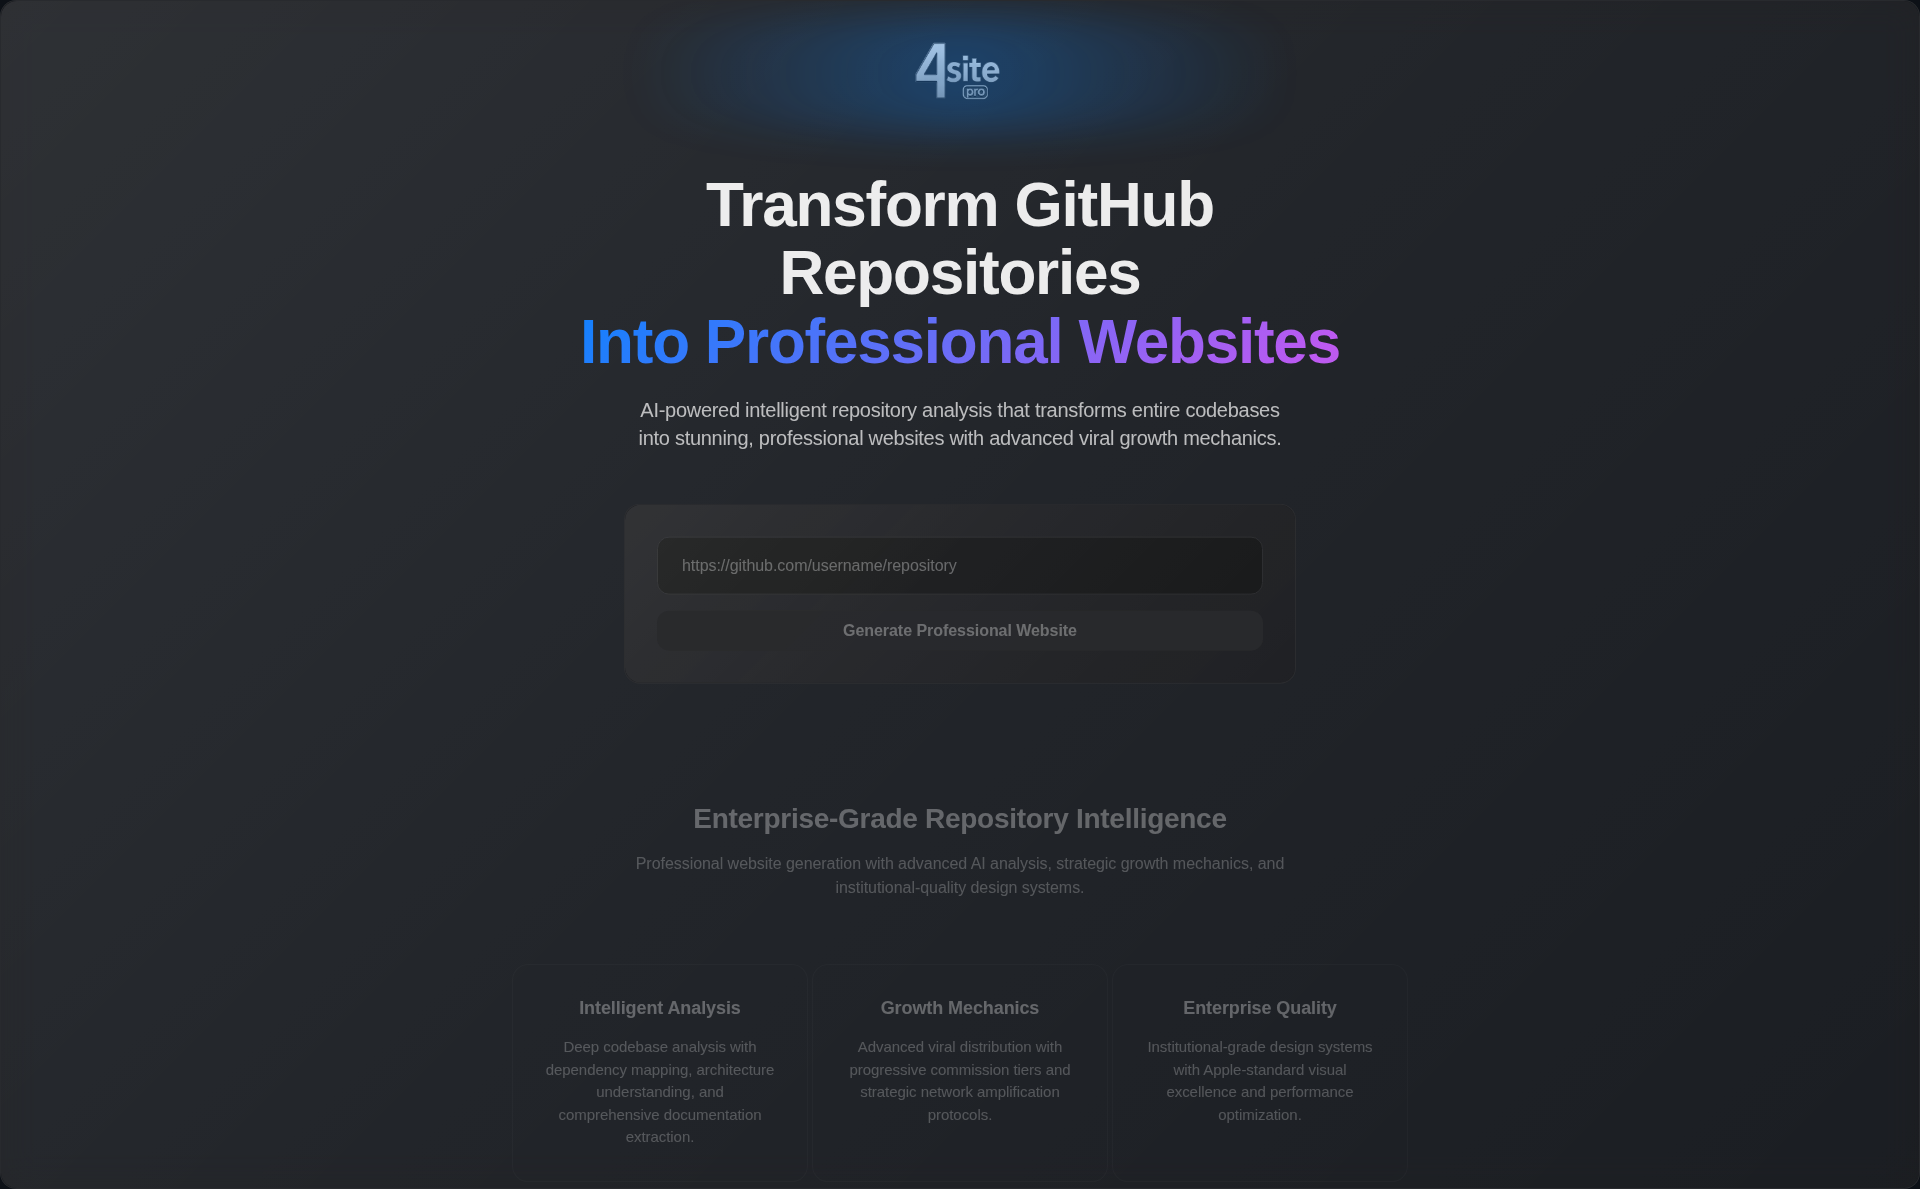 4site
pro
Transform GitHub
Repositories
Into Professional Websites
AI-powered intelligent repository analysis that transforms entire codebases
into stunning, professional websites with advanced viral growth mechanics.
https://github.com/username/repository
Generate Professional Website
Enterprise-Grade Repository Intelligence
Professional website generation with advanced AI analysis, strategic growth mechanics, and
institutional-quality design systems.
Intelligent Analysis
Deep codebase analysis with
dependency mapping, architecture
understanding, and
comprehensive documentation
extraction.
Growth Mechanics
Advanced viral distribution with
progressive commission tiers and
strategic network amplification
protocols.
Enterprise Quality
Institutional-grade design systems
with Apple-standard visual
excellence and performance
optimization.